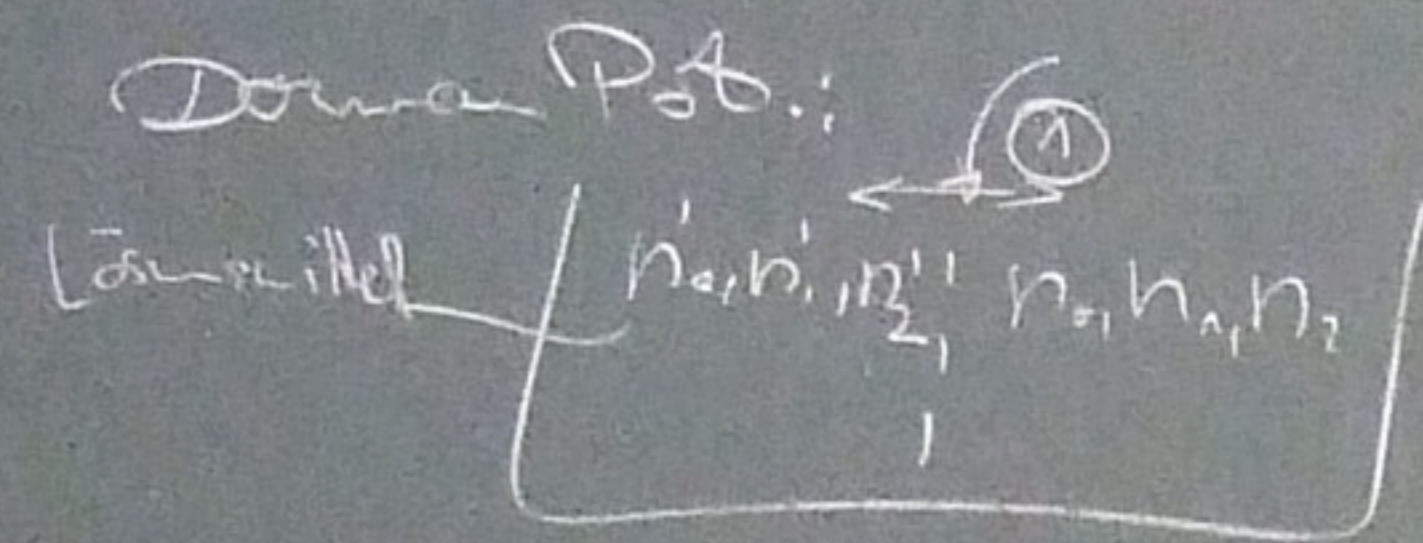 Donnan Pot.:
1
Lösemittel n'₀, n'₁, n'₂, n₀, n₁, n₂